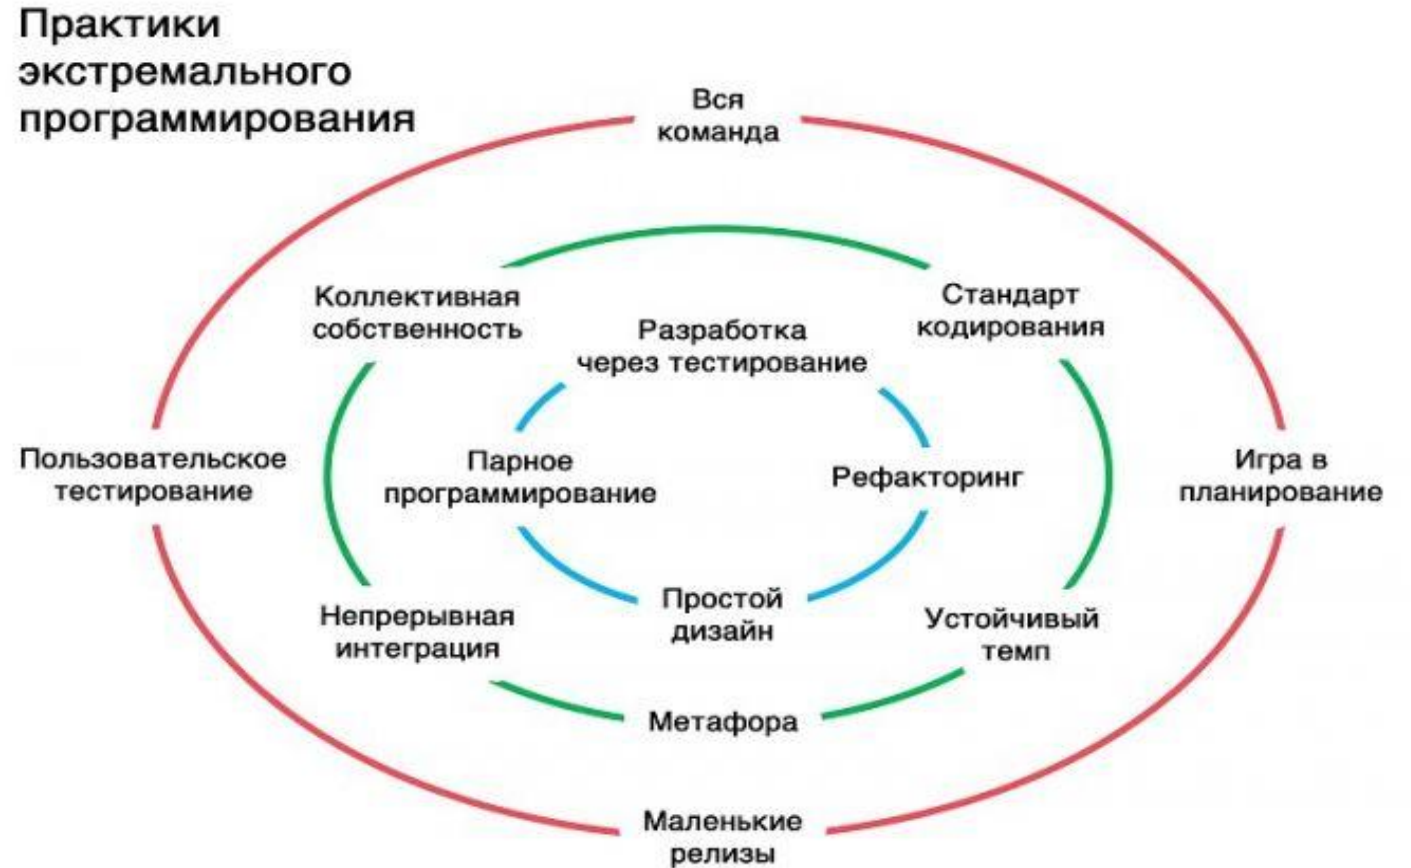 Практики
экстремального
программирования
Вся
команда
Коллективная
собственность
Стандарт
кодирования
Разработка
через тестирование
Пользовательское
тестирование
Парное
программирование
Рефакторинг
Игра в
планирование
Непрерывная
интеграция
Простой
дизайн
Устойчивый
темп
Метафора
Маленькие
релизы